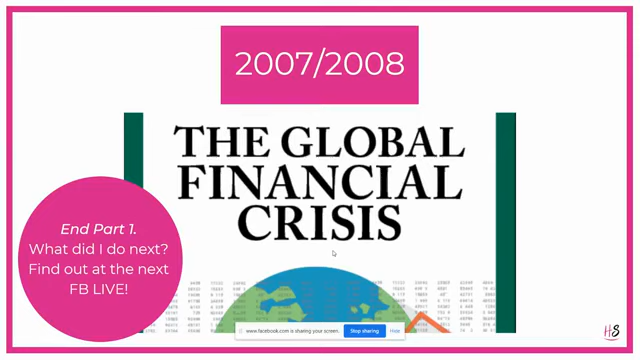 2007/2008
THE GLOBAL
FINANCIAL
CRISIS
End Part 1.
What did I do next?
Find out at the next
FB LIVE!
www.facebook.com is sharing your screen.
Stop sharing
Hide
HS